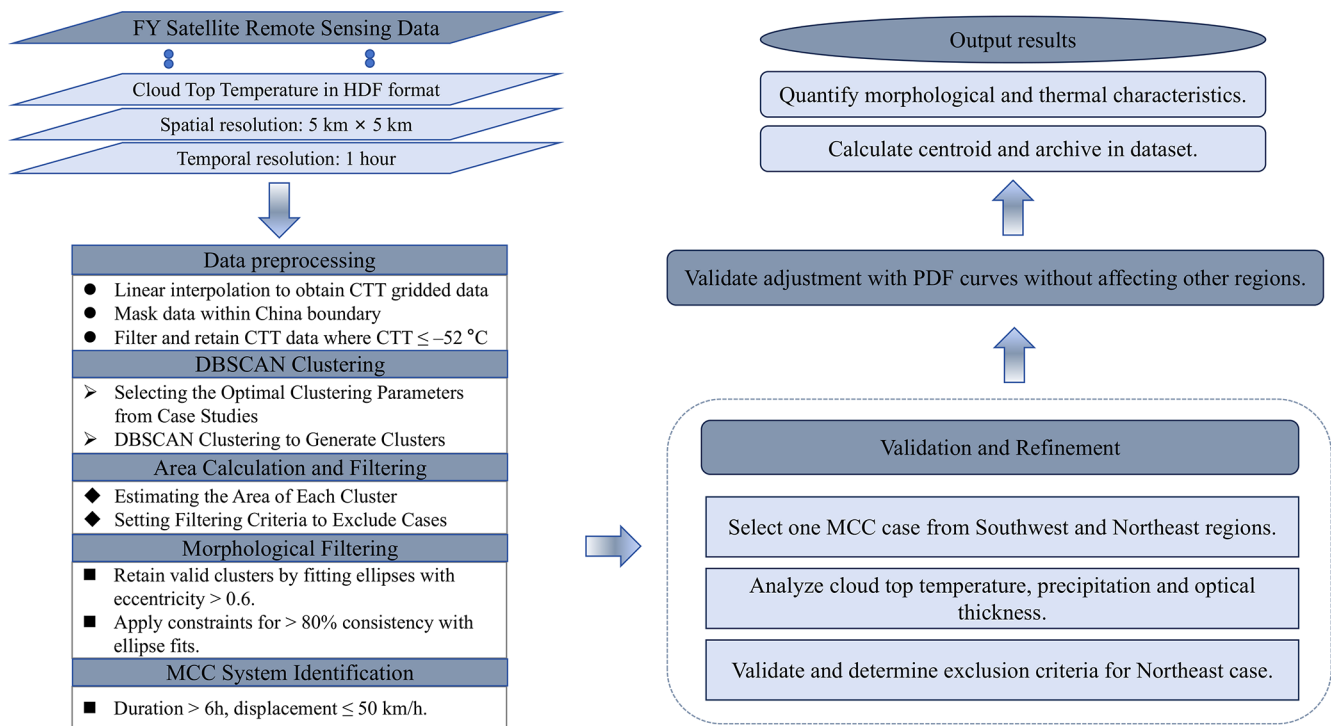 FY Satellite Remote Sensing Data
Cloud Top Temperature in HDF format
Spatial resolution: 5 km × 5 km
Temporal resolution: 1 hour
Data preprocessing
● Linear interpolation to obtain CTT gridded data
● Mask data within China boundary
● Filter and retain CTT data where CTT ≤ –52 °C
DBSCAN Clustering
➢ Selecting the Optimal Clustering Parameters
from Case Studies
➢ DBSCAN Clustering to Generate Clusters
Area Calculation and Filtering
◆ Estimating the Area of Each Cluster
◆ Setting Filtering Criteria to Exclude Cases
Morphological Filtering
■ Retain valid clusters by fitting ellipses with
eccentricity > 0.6.
■ Apply constraints for > 80% consistency with
ellipse fits.
MCC System Identification
■ Duration > 6h, displacement ≤ 50 km/h.
Output results
Quantify morphological and thermal characteristics.
Calculate centroid and archive in dataset.
Validate adjustment with PDF curves without affecting other regions.
Validation and Refinement
Select one MCC case from Southwest and Northeast regions.
Analyze cloud top temperature, precipitation and optical
thickness.
Validate and determine exclusion criteria for Northeast case.